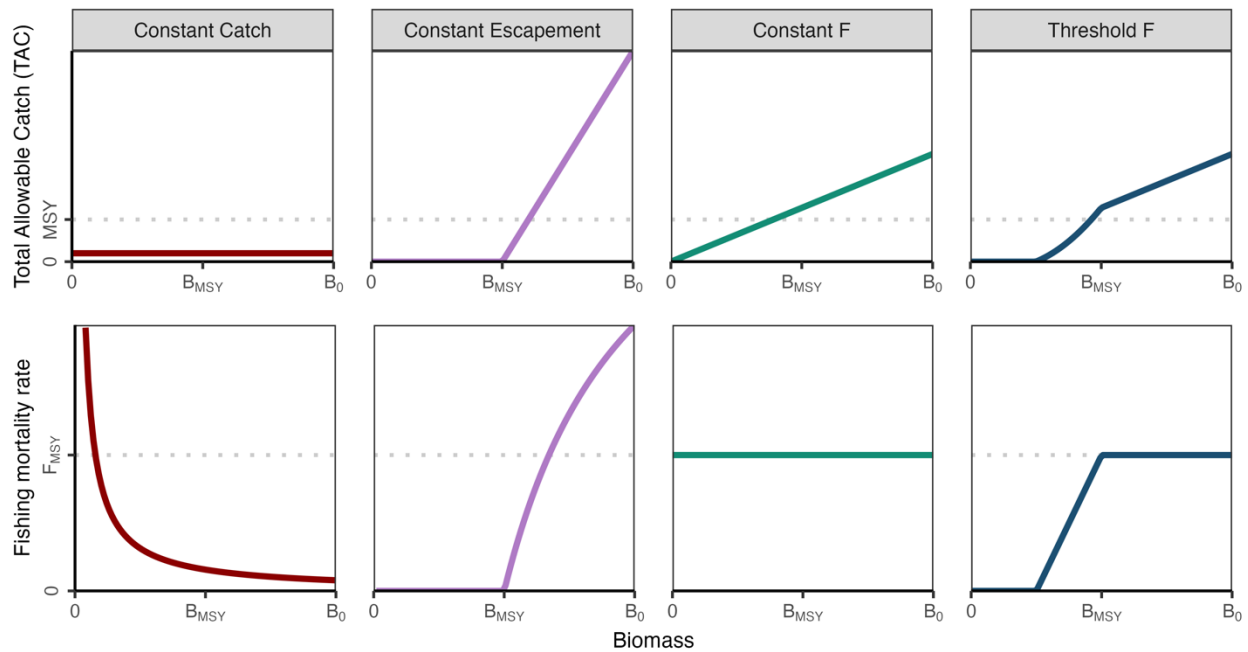 Constant Catch
Constant Escapement
Constant F
Threshold F
Total Allowable Catch (TAC)
MSY
0
0 BMSY B0
0 BMSY B0
0 BMSY B0
0 BMSY B0
Fishing mortality rate
FMSY
0
0 BMSY B0
0 BMSY B0
0 BMSY B0
0 BMSY B0
Biomass